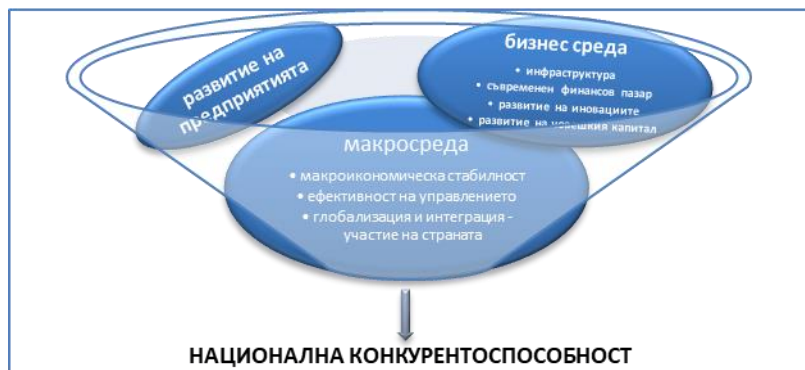 развитие на
предприятията
бизнес среда
• инфраструктура
• съвременен финансов пазар
• развитие на иновациите
• развитие на човешкия капитал
макросреда
• макроикономическа стабилност
• ефективност на управлението
• глобализация и интеграция -
участие на страната
НАЦИОНАЛНА КОНКУРЕНТОСПОСОБНОСТ